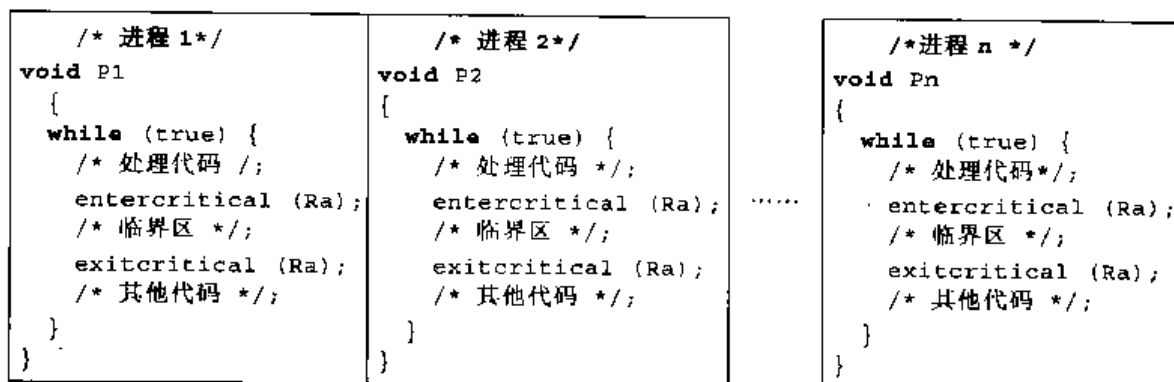 /* 进程 1*/
void P1
{
while (true) {
/* 处理代码 /;
entercritical (Ra);
/* 临界区 */;
exitcritical (Ra);
/* 其他代码 */;
}
}
/* 进程 2*/
void P2
{
while (true) {
/* 处理代码 */;
entercritical (Ra);
/* 临界区 */;
exitcritical (Ra);
/* 其他代码 */;
}
}
……
/*进程 n */
void Pn
{
while (true) {
/* 处理代码*/;
entercritical (Ra);
/* 临界区 */;
exitcritical (Ra);
/* 其他代码 */;
}
}